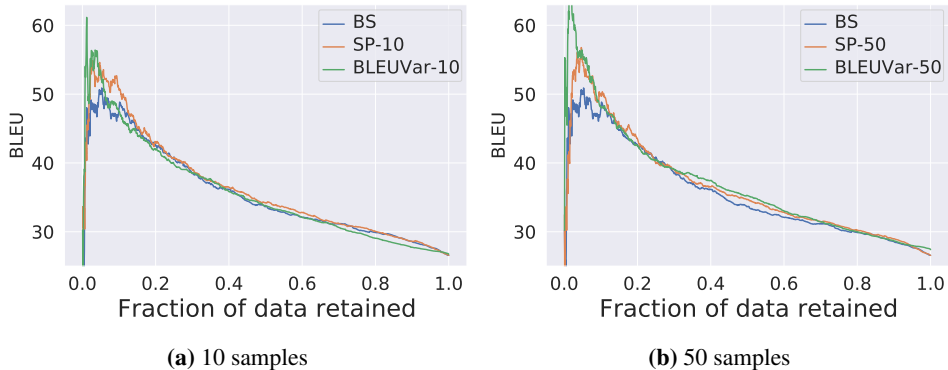 BS
SP-10
BLEUVar-10
60
50
40
30
BLEU
0.0 0.2 0.4 0.6 0.8 1.0
Fraction of data retained
(a) 10 samples
BS
SP-50
BLEUVar-50
60
50
40
30
BLEU
0.0 0.2 0.4 0.6 0.8 1.0
Fraction of data retained
(b) 50 samples